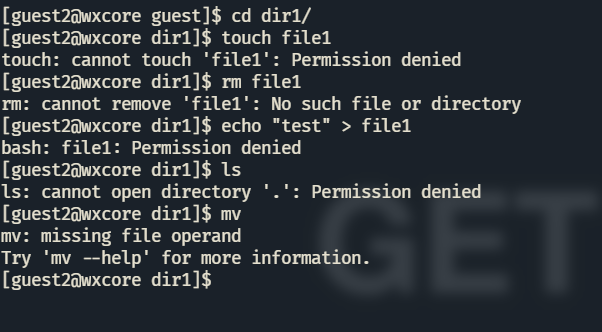 [guest2@wxcore guest]$ cd dir1/
[guest2@wxcore dir1]$ touch file1
touch: cannot touch 'file1': Permission denied
[guest2@wxcore dir1]$ rm file1
rm: cannot remove 'file1': No such file or directory
[guest2@wxcore dir1]$ echo "test" > file1
bash: file1: Permission denied
[guest2@wxcore dir1]$ ls
ls: cannot open directory '.': Permission denied
[guest2@wxcore dir1]$ mv
mv: missing file operand
Try 'mv --help' for more information.
[guest2@wxcore dir1]$
GET